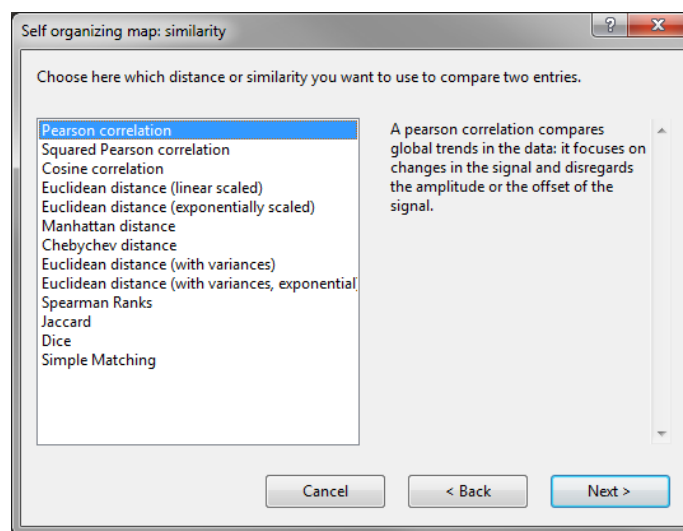 Self organizing map: similarity
Choose here which distance or similarity you want to use to compare two entries.
Pearson correlation
Squared Pearson correlation
Cosine correlation
Euclidean distance (linear scaled)
Euclidean distance (exponentially scaled)
Manhattan distance
Chebychev distance
Euclidean distance (with variances)
Euclidean distance (with variances, exponential
Spearman Ranks
Jaccard
Dice
Simple Matching
A pearson correlation compares
global trends in the data: it focuses on
changes in the signal and disregards
the amplitude or the offset of the
signal.
Cancel
< Back
Next >